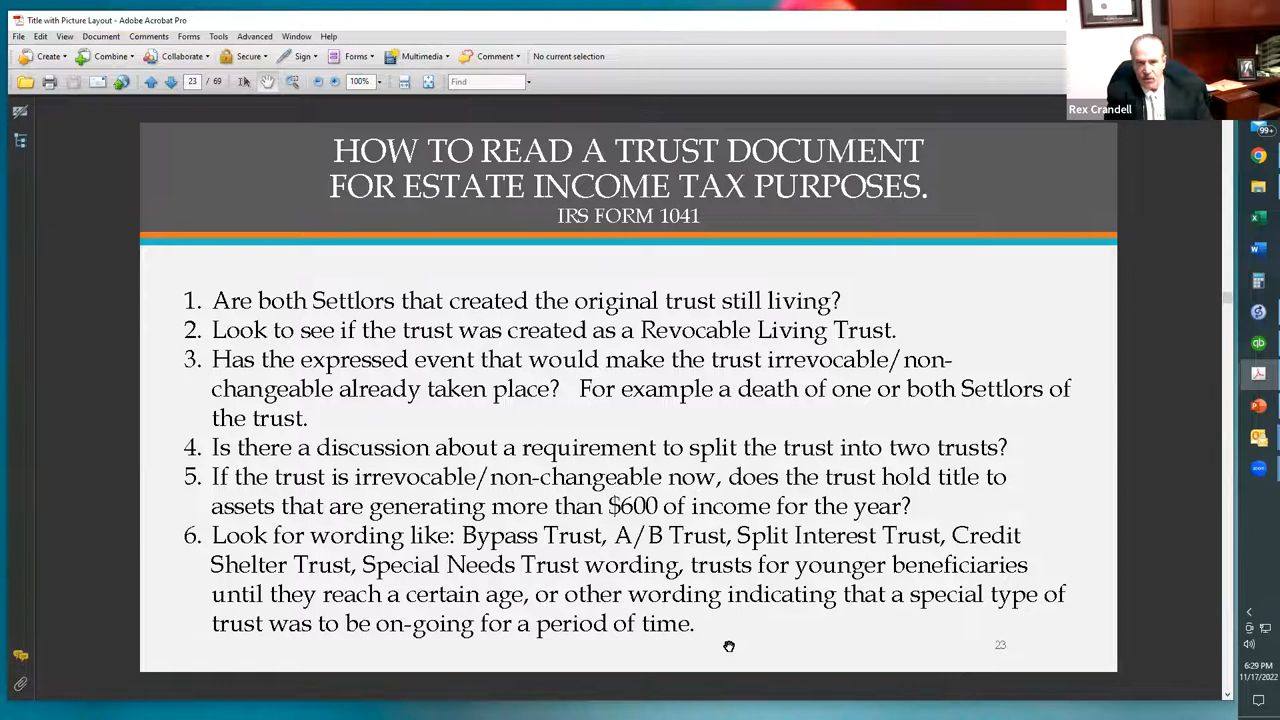 Title with Picture Layout - Adobe Acrobat Pro
File Edit View Document Comments Forms Tools Advanced Window Help
Create Combine Collaborate Secure Sign Forms Multimedia Comment No current selection
23 / 69 100% Find
Rex Crandell
99+
HOW TO READ A TRUST DOCUMENT
FOR ESTATE INCOME TAX PURPOSES.
IRS FORM 1041
1. Are both Settlors that created the original trust still living?
2. Look to see if the trust was created as a Revocable Living Trust.
3. Has the expressed event that would make the trust irrevocable/non-
changeable already taken place? For example a death of one or both Settlors of
the trust.
4. Is there a discussion about a requirement to split the trust into two trusts?
5. If the trust is irrevocable/non-changeable now, does the trust hold title to
assets that are generating more than $600 of income for the year?
6. Look for wording like: Bypass Trust, A/B Trust, Split Interest Trust, Credit
Shelter Trust, Special Needs Trust wording, trusts for younger beneficiaries
until they reach a certain age, or other wording indicating that a special type of
trust was to be on-going for a period of time.
23
qb
zoom
6:29 PM
11/17/2022